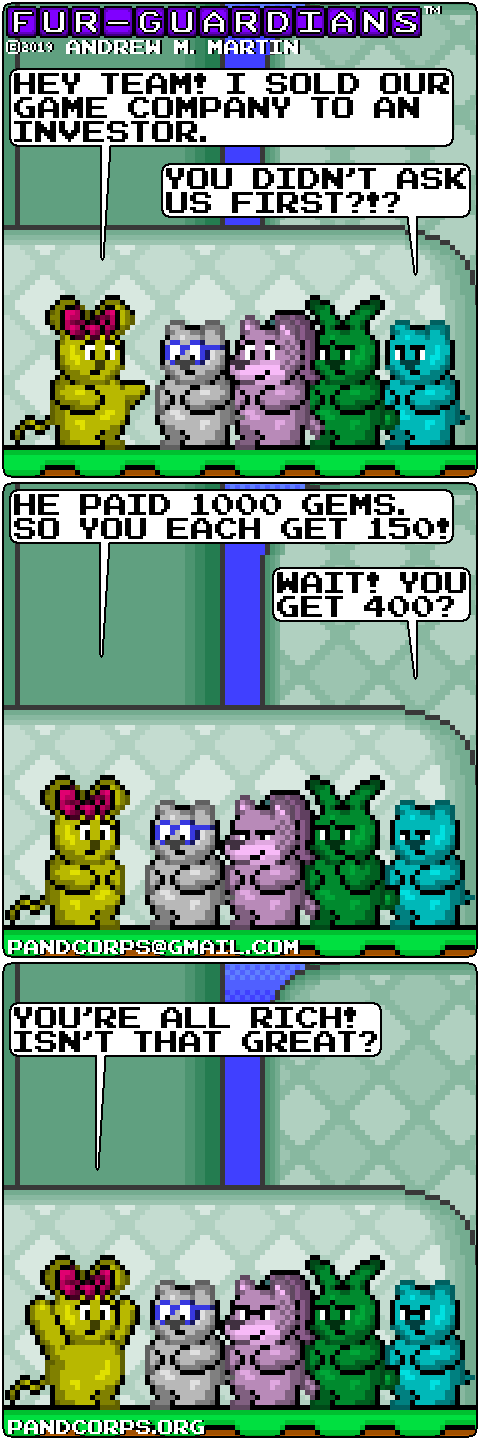 FUR-GUARDIANS™
©2019 ANDREW M. MARTIN
HEY TEAM! I SOLD OUR
GAME COMPANY TO AN
INVESTOR.
YOU DIDN'T ASK
US FIRST?!?
HE PAID 1000 GEMS.
SO YOU EACH GET 150!
WAIT! YOU
GET 400?
PANDCORPS@GMAIL.COM
YOU'RE ALL RICH!
ISN'T THAT GREAT?
PANDCORPS.ORG